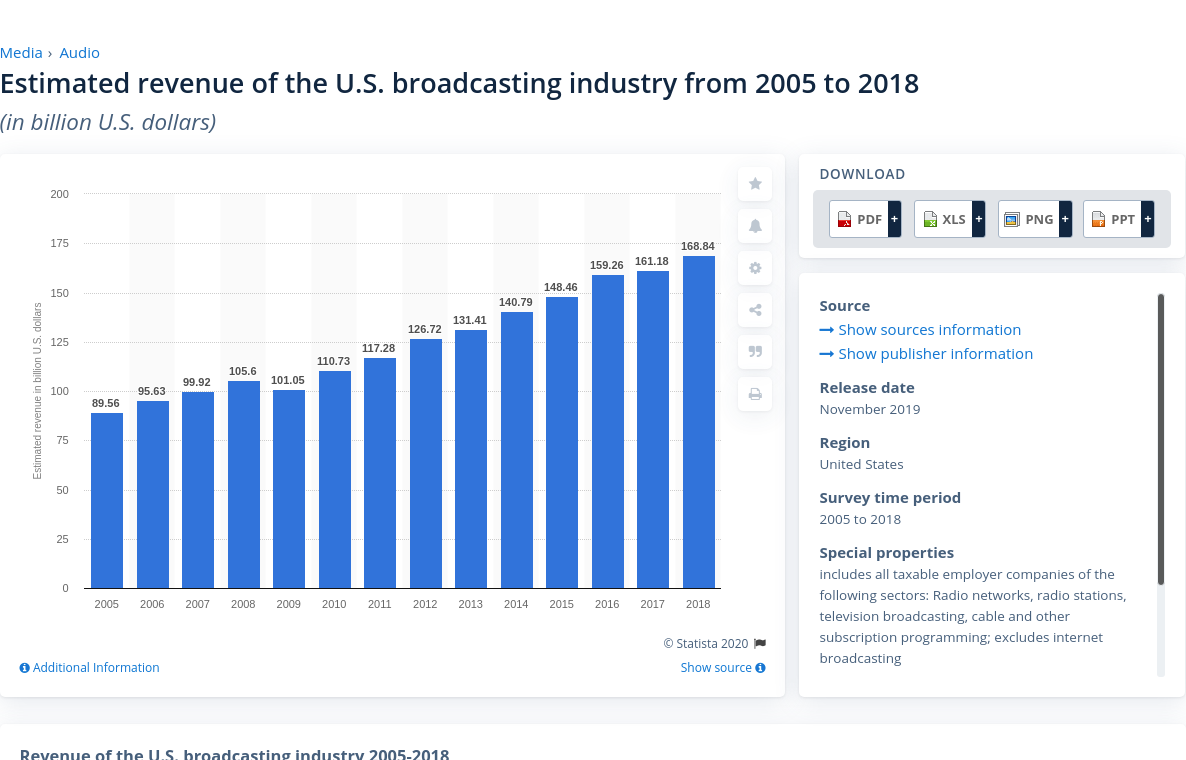 Media › Audio
Estimated revenue of the U.S. broadcasting industry from 2005 to 2018
(in billion U.S. dollars)
200
175
150
125
100
75
50
25
0
Estimated revenue in billion U.S. dollars
89.56
95.63
99.92
105.6
101.05
110.73
117.28
126.72
131.41
140.79
148.46
159.26
161.18
168.84
2005 2006 2007 2008 2009 2010 2011 2012 2013 2014 2015 2016 2017 2018
© Statista 2020
Additional Information
Show source
DOWNLOAD
PDF + XLS + PNG + PPT +
Source
Show sources information
Show publisher information
Release date
November 2019
Region
United States
Survey time period
2005 to 2018
Special properties
includes all taxable employer companies of the
following sectors: Radio networks, radio stations,
television broadcasting, cable and other
subscription programming; excludes internet
broadcasting
Revenue of the U.S. broadcasting industry 2005-2018